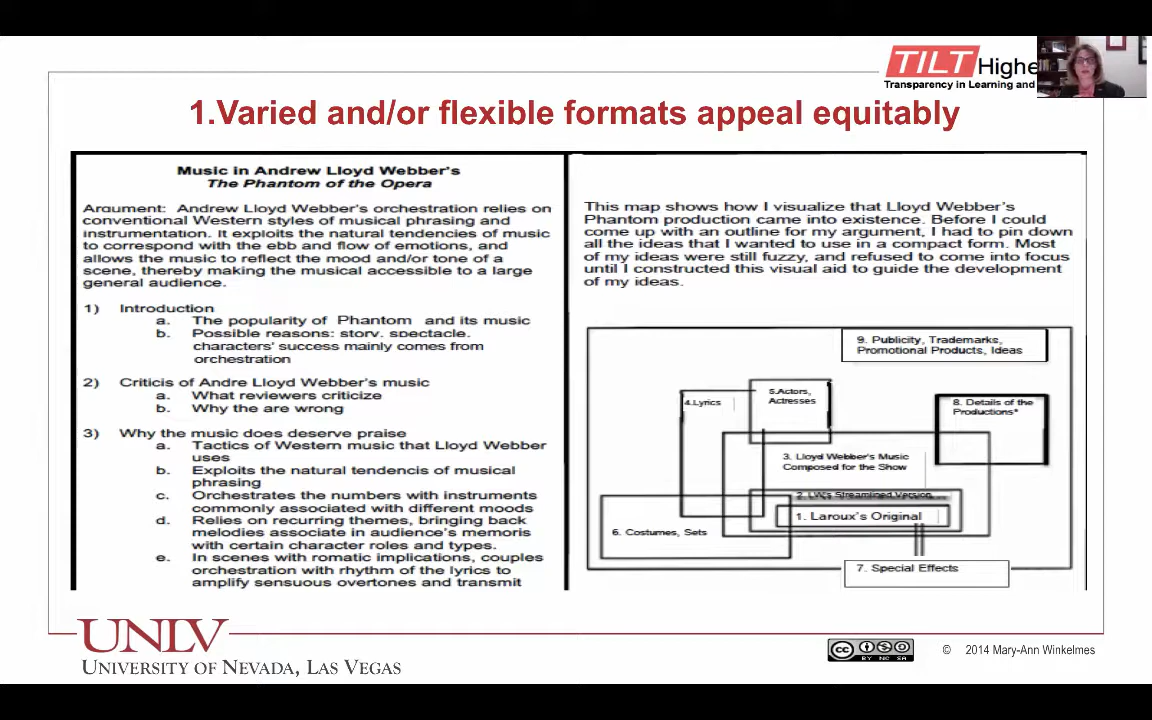 TILT Highe
Transparency in Learning and
1.Varied and/or flexible formats appeal equitably
Music in Andrew Lloyd Webber's
The Phantom of the Opera
Argument: Andrew Lloyd Webber's orchestration relies on
conventional Western styles of musical phrasing and
instrumentation. It exploits the natural tendencies of music
to correspond with the ebb and flow of emotions, and
allows the music to reflect the mood and/or tone of a
scene, thereby making the musical accessible to a large
general audience.
1) Introduction
a. The popularity of Phantom and its music
b. Possible reasons: story, spectacle,
characters' success mainly comes from
orchestration
2) Criticis of Andre Lloyd Webber's music
a. What reviewers criticize
b. Why the are wrong
3) Why the music does deserve praise
a. Tactics of Western music that Lloyd Webber
uses
b. Exploits the natural tendencis of musical
phrasing
c. Orchestrates the numbers with instruments
commonly associated with different moods
d. Relies on recurring themes, bringing back
melodies associate in audience's memoris
with certain character roles and types.
e. In scenes with romatic implications, couples
orchestration with rhythm of the lyrics to
amplify sensuous overtones and transmit
This map shows how I visualize that Lloyd Webber's
Phantom production came into existence. Before I could
come up with an outline for my argument, I had to pin down
all the ideas that I wanted to use in a compact form. Most
of my ideas were still fuzzy, and refused to come into focus
until I constructed this visual aid to guide the development
of my ideas.
9. Publicity, Trademarks,
Promotional Products, Ideas
5.Actors,
Actresses
4.Lyrics
8. Details of the
Productions*
3. Lloyd Webber's Music
Composed for the Show
2. LW's Streamlined Version
1. Laroux's Original
6. Costumes, Sets
7. Special Effects
UNLV
UNIVERSITY OF NEVADA, LAS VEGAS
CC BY NC SA
© 2014 Mary-Ann Winkelmes